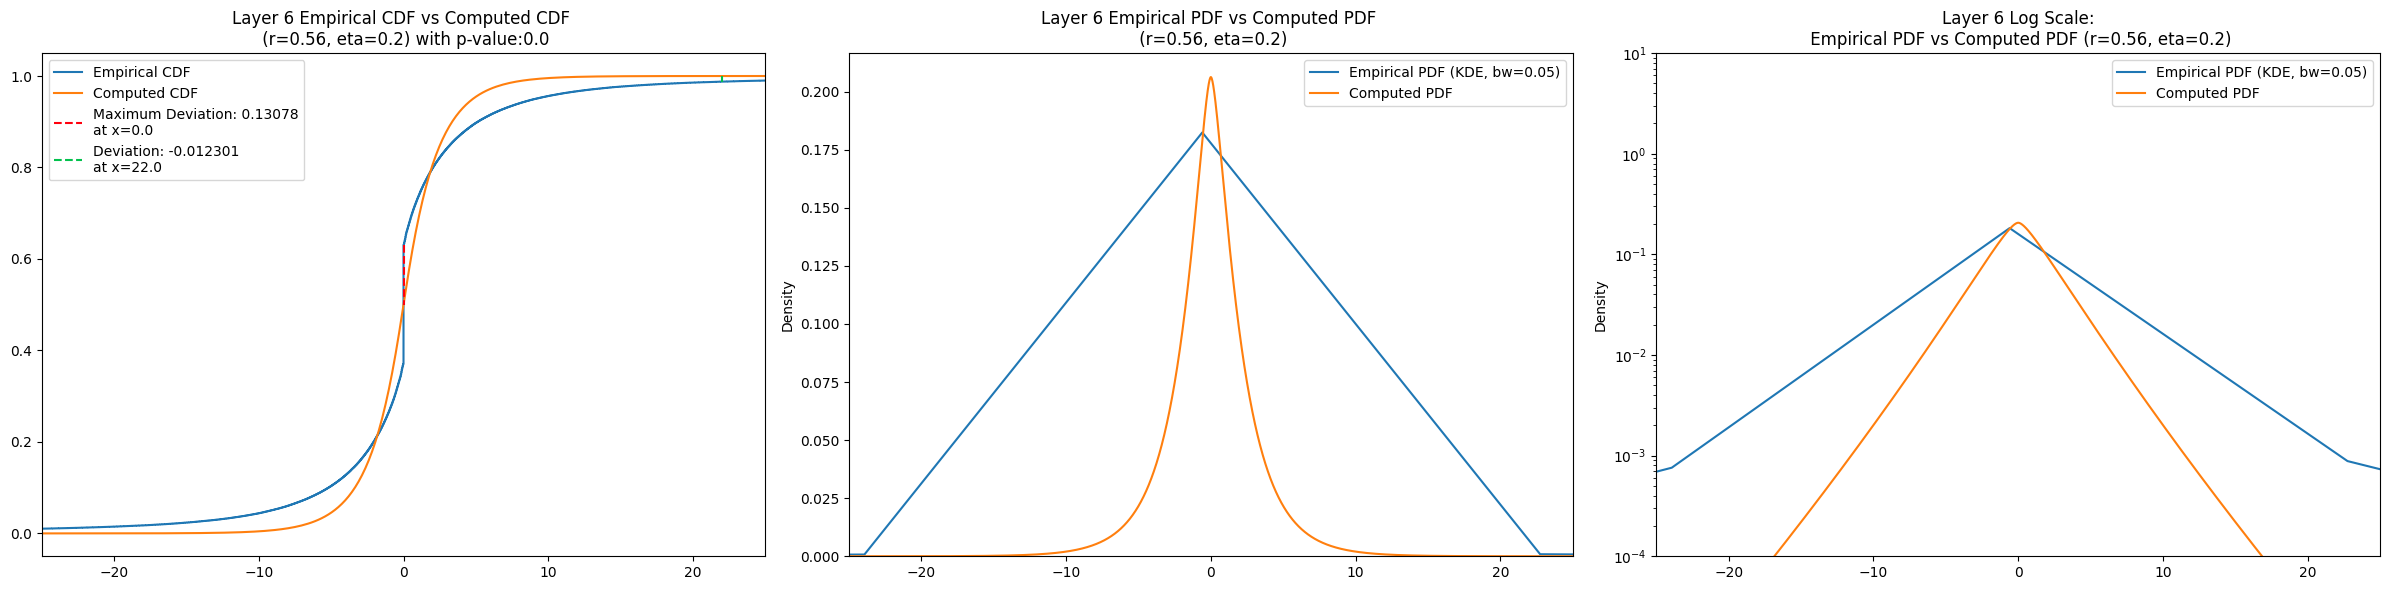 Layer 6 Empirical CDF vs Computed CDF
(r=0.56, eta=0.2) with p-value:0.0
Empirical CDF
Computed CDF
Maximum Deviation: 0.13078
at x=0.0
Deviation: -0.012301
at x=22.0
1.0
0.8
0.6
0.4
0.2
0.0
−20
−10
0
10
20
Layer 6 Empirical PDF vs Computed PDF
(r=0.56, eta=0.2)
Empirical PDF (KDE, bw=0.05)
Computed PDF
Density
0.200
0.175
0.150
0.125
0.100
0.075
0.050
0.025
0.000
−20
−10
0
10
20
Layer 6 Log Scale:
Empirical PDF vs Computed PDF (r=0.56, eta=0.2)
Empirical PDF (KDE, bw=0.05)
Computed PDF
Density
10¹
10⁰
10⁻¹
10⁻²
10⁻³
10⁻⁴
−20
−10
0
10
20